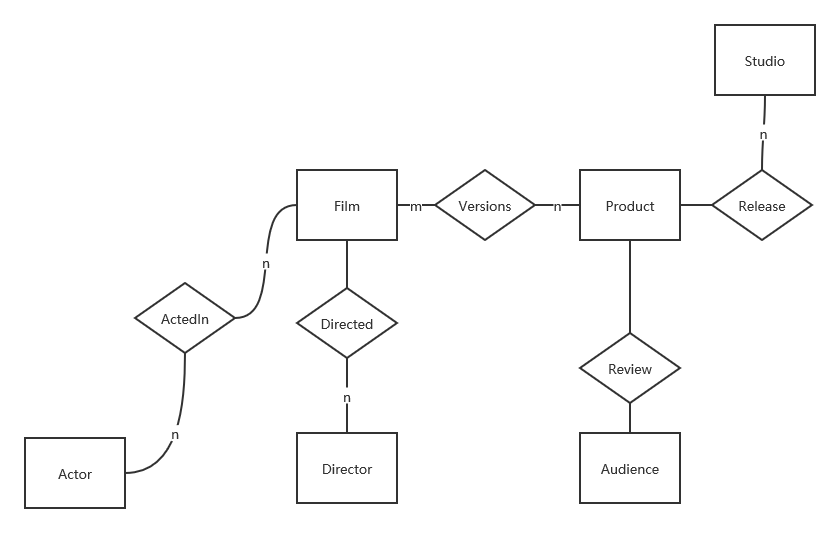 Studio
n
Film
m
Versions
n
Product
Release
n
ActedIn
Directed
Review
n
n
Actor
Director
Audience